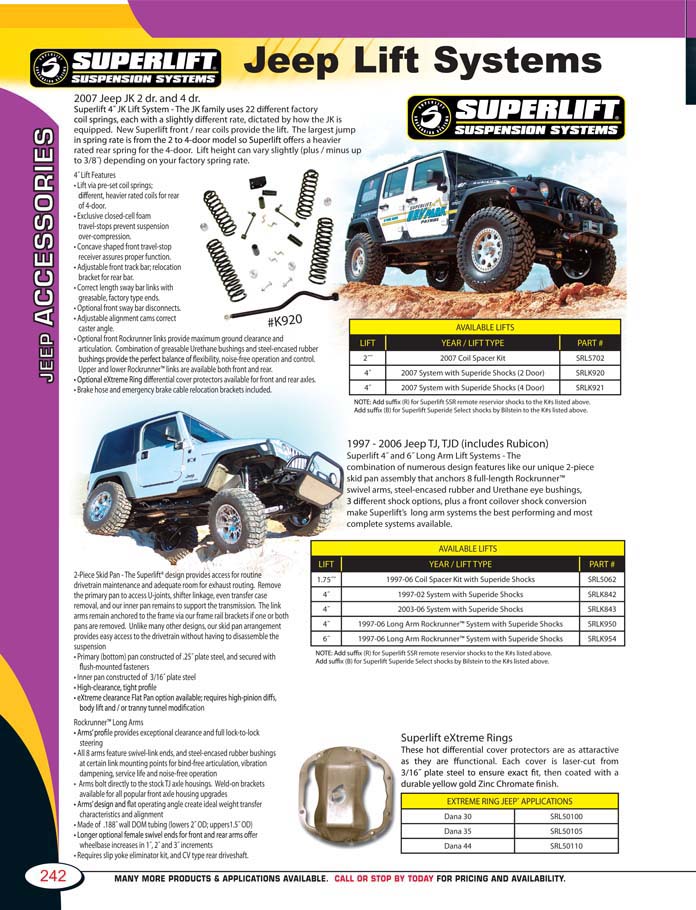 Jeep Lift Systems
SUPERLIFT®
SUSPENSION SYSTEMS
JEEP ACCESSORIES
2007 Jeep JK 2 dr. and 4 dr.
Superlift 4˝ JK Lift System - The JK family uses 22 different factory
coil springs, each with a slightly different rate, dictated by how the JK is
equipped. New Superlift front / rear coils provide the lift. The largest jump
in spring rate is from the 2 to 4-door model so Superlift offers a heavier
rated rear spring for the 4-door. Lift height can vary slightly (plus / minus up
to 3/8˝) depending on your factory spring rate.
4˝ Lift Features
• Lift via pre-set coil springs;
different, heavier rated coils for rear
of 4-door.
• Exclusive closed-cell foam
travel-stops prevent suspension
over-compression.
• Concave shaped front travel-stop
receiver assures proper function.
• Adjustable front track bar; relocation
bracket for rear bar.
• Correct length sway bar links with
greasable, factory type ends.
• Optional front sway bar disconnects.
• Adjustable alignment cams correct
caster angle.
• Optional front Rockrunner links provide maximum ground clearance and
articulation. Combination of greasable Urethane bushings and steel-encased rubber
bushings provide the perfect balance of flexibility, noise-free operation and control.
Upper and lower Rockrunner™ links are available both front and rear.
• Optional eXtreme Ring differential cover protectors available for front and rear axles.
• Brake hose and emergency brake cable relocation brackets included.
#K920
SUPERLIFT®
SUSPENSION SYSTEMS
AVAILABLE LIFTS
LIFT YEAR / LIFT TYPE PART #
2˝˝ 2007 Coil Spacer Kit SRL5702
4˝ 2007 System with Superide Shocks (2 Door) SRLK920
4˝ 2007 System with Superide Shocks (4 Door) SRLK921
NOTE: Add suffix (R) for Superlift SSR remote reservior shocks to the K#s listed above.
Add suffix (B) for Superlift Superide Select shocks by Bilstein to the K#s listed above.
1997 - 2006 Jeep TJ, TJD (includes Rubicon)
Superlift 4˝ and 6˝ Long Arm Lift Systems - The
combination of numerous design features like our unique 2-piece
skid pan assembly that anchors 8 full-length Rockrunner™
swivel arms, steel-encased rubber and Urethane eye bushings,
3 different shock options, plus a front coilover shock conversion
make Superlift's long arm systems the best performing and most
complete systems available.
AVAILABLE LIFTS
LIFT YEAR / LIFT TYPE PART #
1.75˝˝ 1997-06 Coil Spacer Kit with Superide Shocks SRL5062
4˝ 1997-02 System with Superide Shocks SRLK842
4˝ 2003-06 System with Superide Shocks SRLK843
4˝ 1997-06 Long Arm Rockrunner™ System with Superide Shocks SRLK950
6˝ 1997-06 Long Arm Rockrunner™ System with Superide Shocks SRLK954
NOTE: Add suffix (R) for Superlift SSR remote reservior shocks to the K#s listed above.
Add suffix (B) for Superlift Superide Select shocks by Bilstein to the K#s listed above.
2-Piece Skid Pan - The Superlift® design provides access for routine
drivetrain maintenance and adequate room for exhaust routing. Remove
the primary pan to access U-joints, shifter linkage, even transfer case
removal, and our inner pan remains to support the transmission. The link
arms remain anchored to the frame via our frame rail brackets if one or both
pans are removed. Unlike many other designs, our skid pan arrangement
provides easy access to the drivetrain without having to disassemble the
suspension
• Primary (bottom) pan constructed of .25˝ plate steel, and secured with
flush-mounted fasteners
• Inner pan constructed of 3/16˝ plate steel
• High-clearance, tight profile
• eXtreme clearance Flat Pan option available; requires high-pinion diffs,
body lift and / or tranny tunnel modification
Rockrunner™ Long Arms
• Arms' profile provides exceptional clearance and full lock-to-lock
steering
• All 8 arms feature swivel-link ends, and steel-encased rubber bushings
at certain link mounting points for bind-free articulation, vibration
dampening, service life and noise-free operation
• Arms bolt directly to the stock TJ axle housings. Weld-on brackets
available for all popular front axle housing upgrades
• Arms' design and flat operating angle create ideal weight transfer
characteristics and alignment
• Made of .188˝ wall DOM tubing (lowers 2˝ OD; uppers1.5˝ OD)
• Longer optional female swivel ends for front and rear arms offer
wheelbase increases in 1˝, 2˝ and 3˝ increments
• Requires slip yoke eliminator kit, and CV type rear driveshaft.
Superlift eXtreme Rings
These hot differential cover protectors are as attaractive
as they are ffunctional. Each cover is laser-cut from
3/16˝ plate steel to ensure exact fit, then coated with a
durable yellow gold Zinc Chromate finish.
EXTREME RING JEEP® APPLICATIONS
Dana 30 SRL50100
Dana 35 SRL50105
Dana 44 SRL50110
242
MANY MORE PRODUCTS & APPLICATIONS AVAILABLE. CALL OR STOP BY TODAY FOR PRICING AND AVAILABILITY.